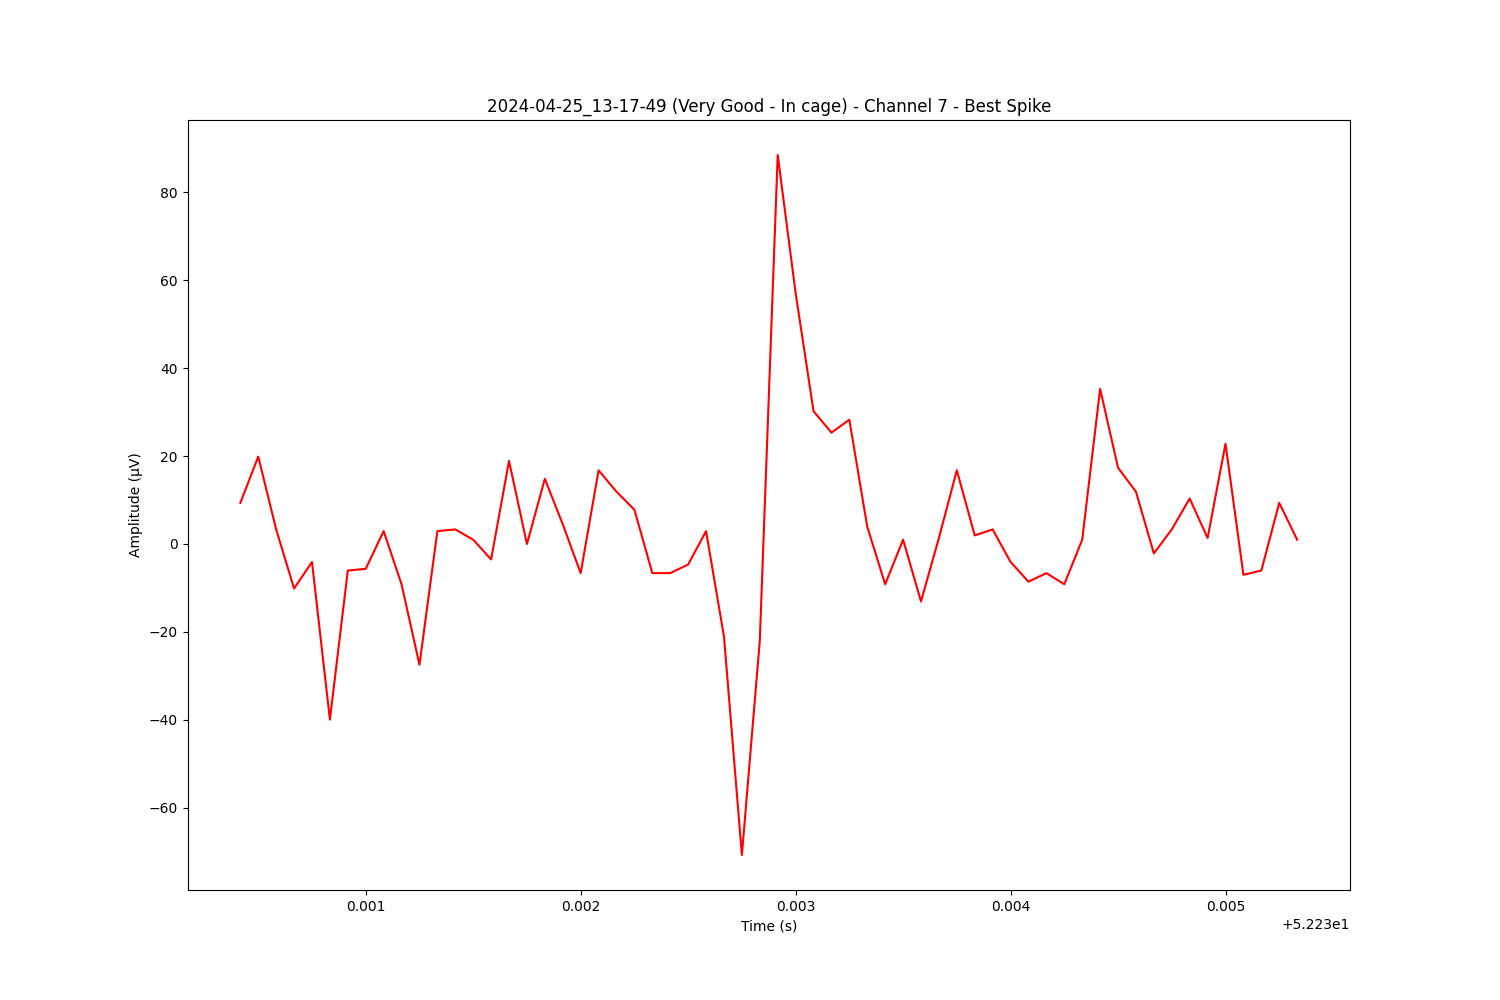 2024-04-25_13-17-49 (Very Good - In cage) - Channel 7 - Best Spike
Amplitude (µV)
80
60
40
20
0
−20
−40
−60
0.001 0.002 0.003 0.004 0.005
Time (s)
+5.223e1